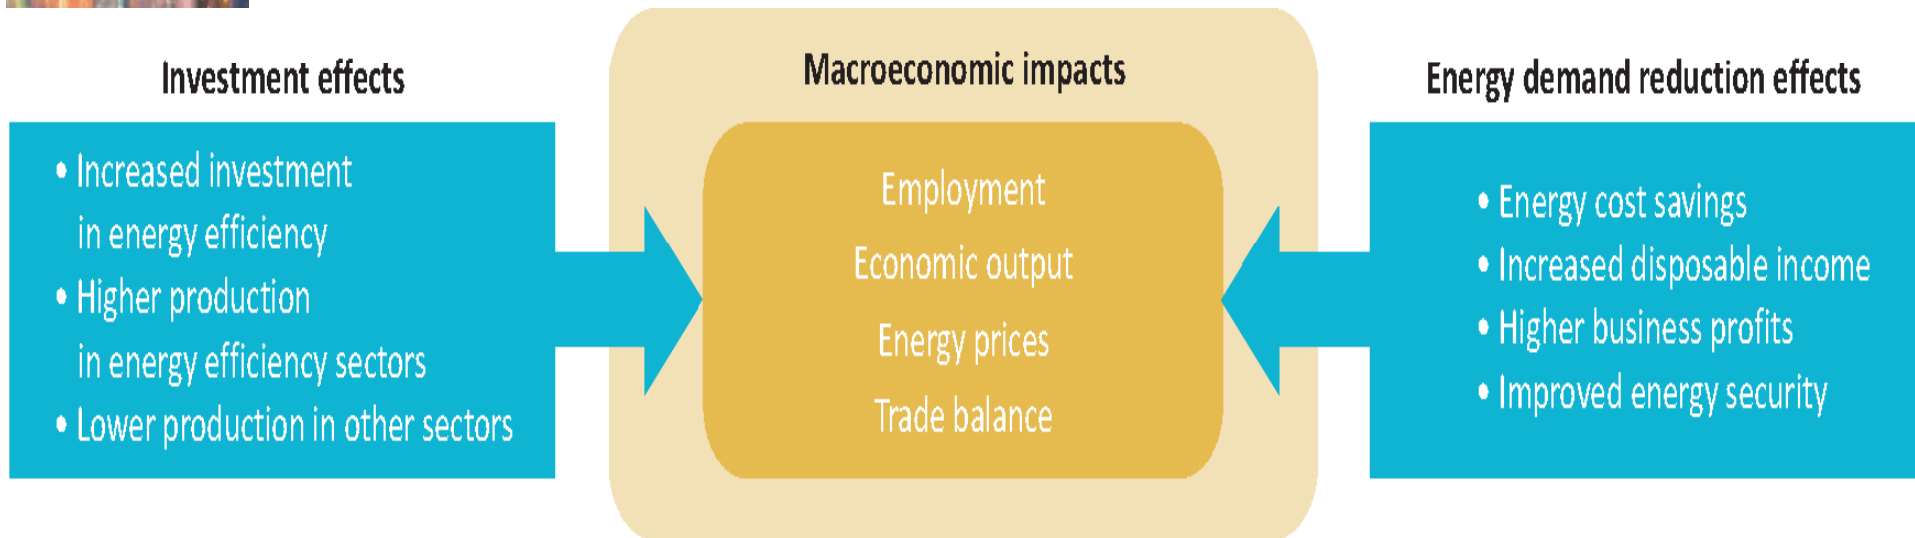 Investment effects
• Increased investment
in energy efficiency
• Higher production
in energy efficiency sectors
• Lower production in other sectors
Macroeconomic impacts
Employment
Economic output
Energy prices
Trade balance
Energy demand reduction effects
• Energy cost savings
• Increased disposable income
• Higher business profits
• Improved energy security